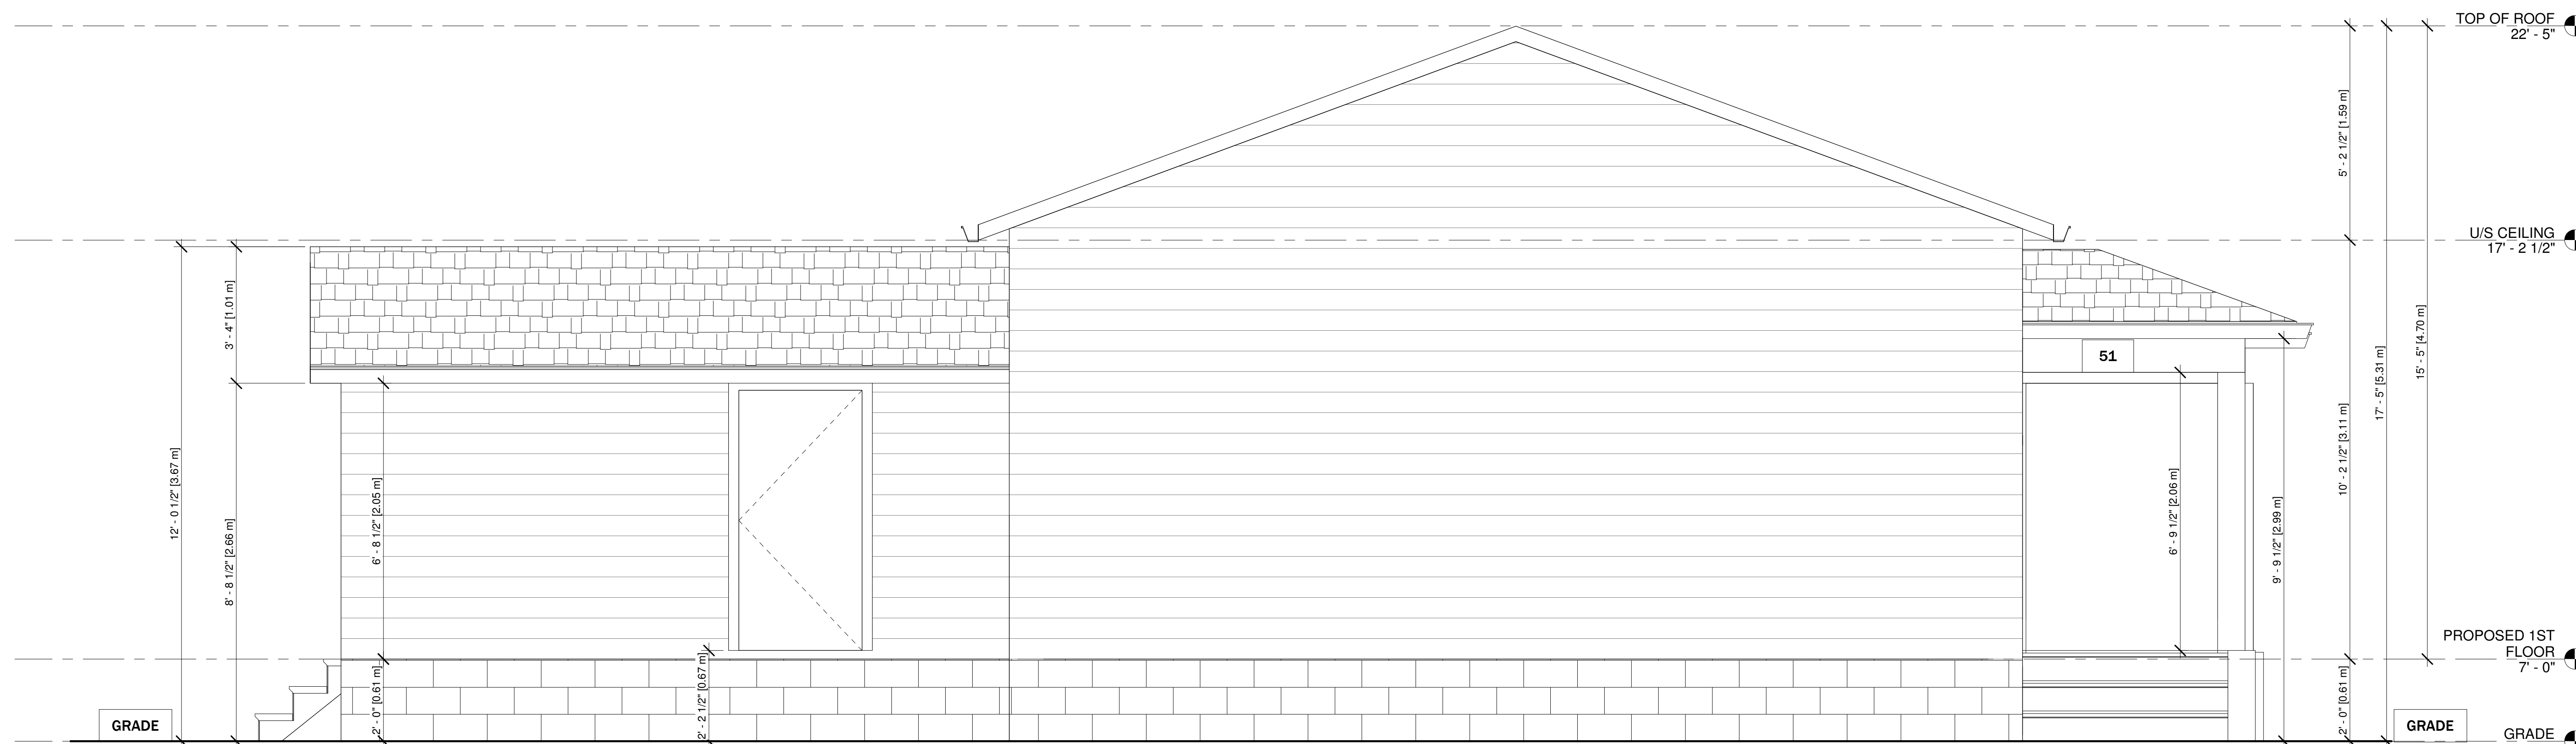 TOP OF ROOF
22' - 5"
5' - 2 1/2" [1.59 m]
U/S CEILING
17' - 2 1/2"
3' - 4" [1.01 m]
15' - 5" [4.70 m]
17' - 5" [5.31 m]
51
12' - 0 1/2" [3.67 m]
8' - 8 1/2" [2.66 m]
6' - 8 1/2" [2.05 m]
6' - 9 1/2" [2.06 m]
9' - 9 1/2" [2.99 m]
10' - 2 1/2" [3.11 m]
PROPOSED 1ST
FLOOR
7' - 0"
2' - 0" [0.61 m]
2' - 2 1/2" [0.67 m]
2' - 0" [0.61 m]
GRADE
GRADE
GRADE